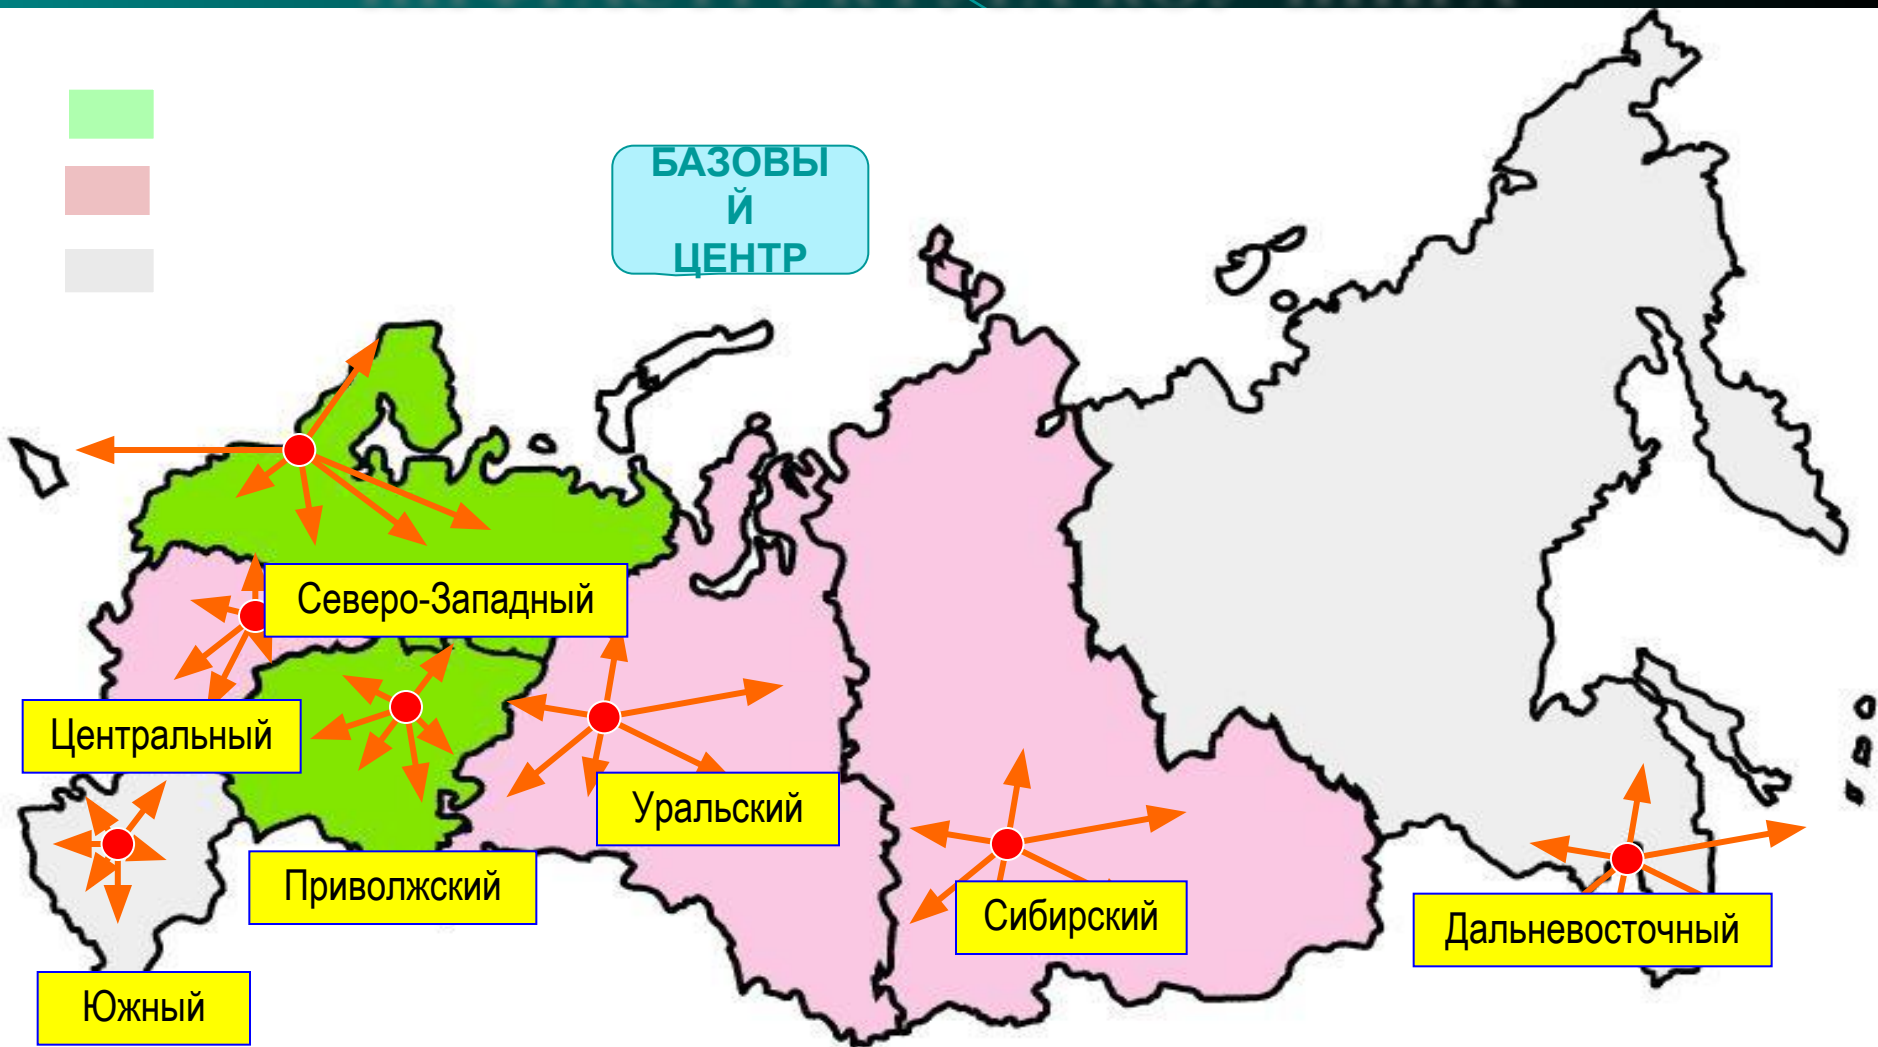 БАЗОВЫ
Й
ЦЕНТР
Северо-Западный
Центральный
Уральский
Приволжский
Сибирский
Дальневосточный
Южный